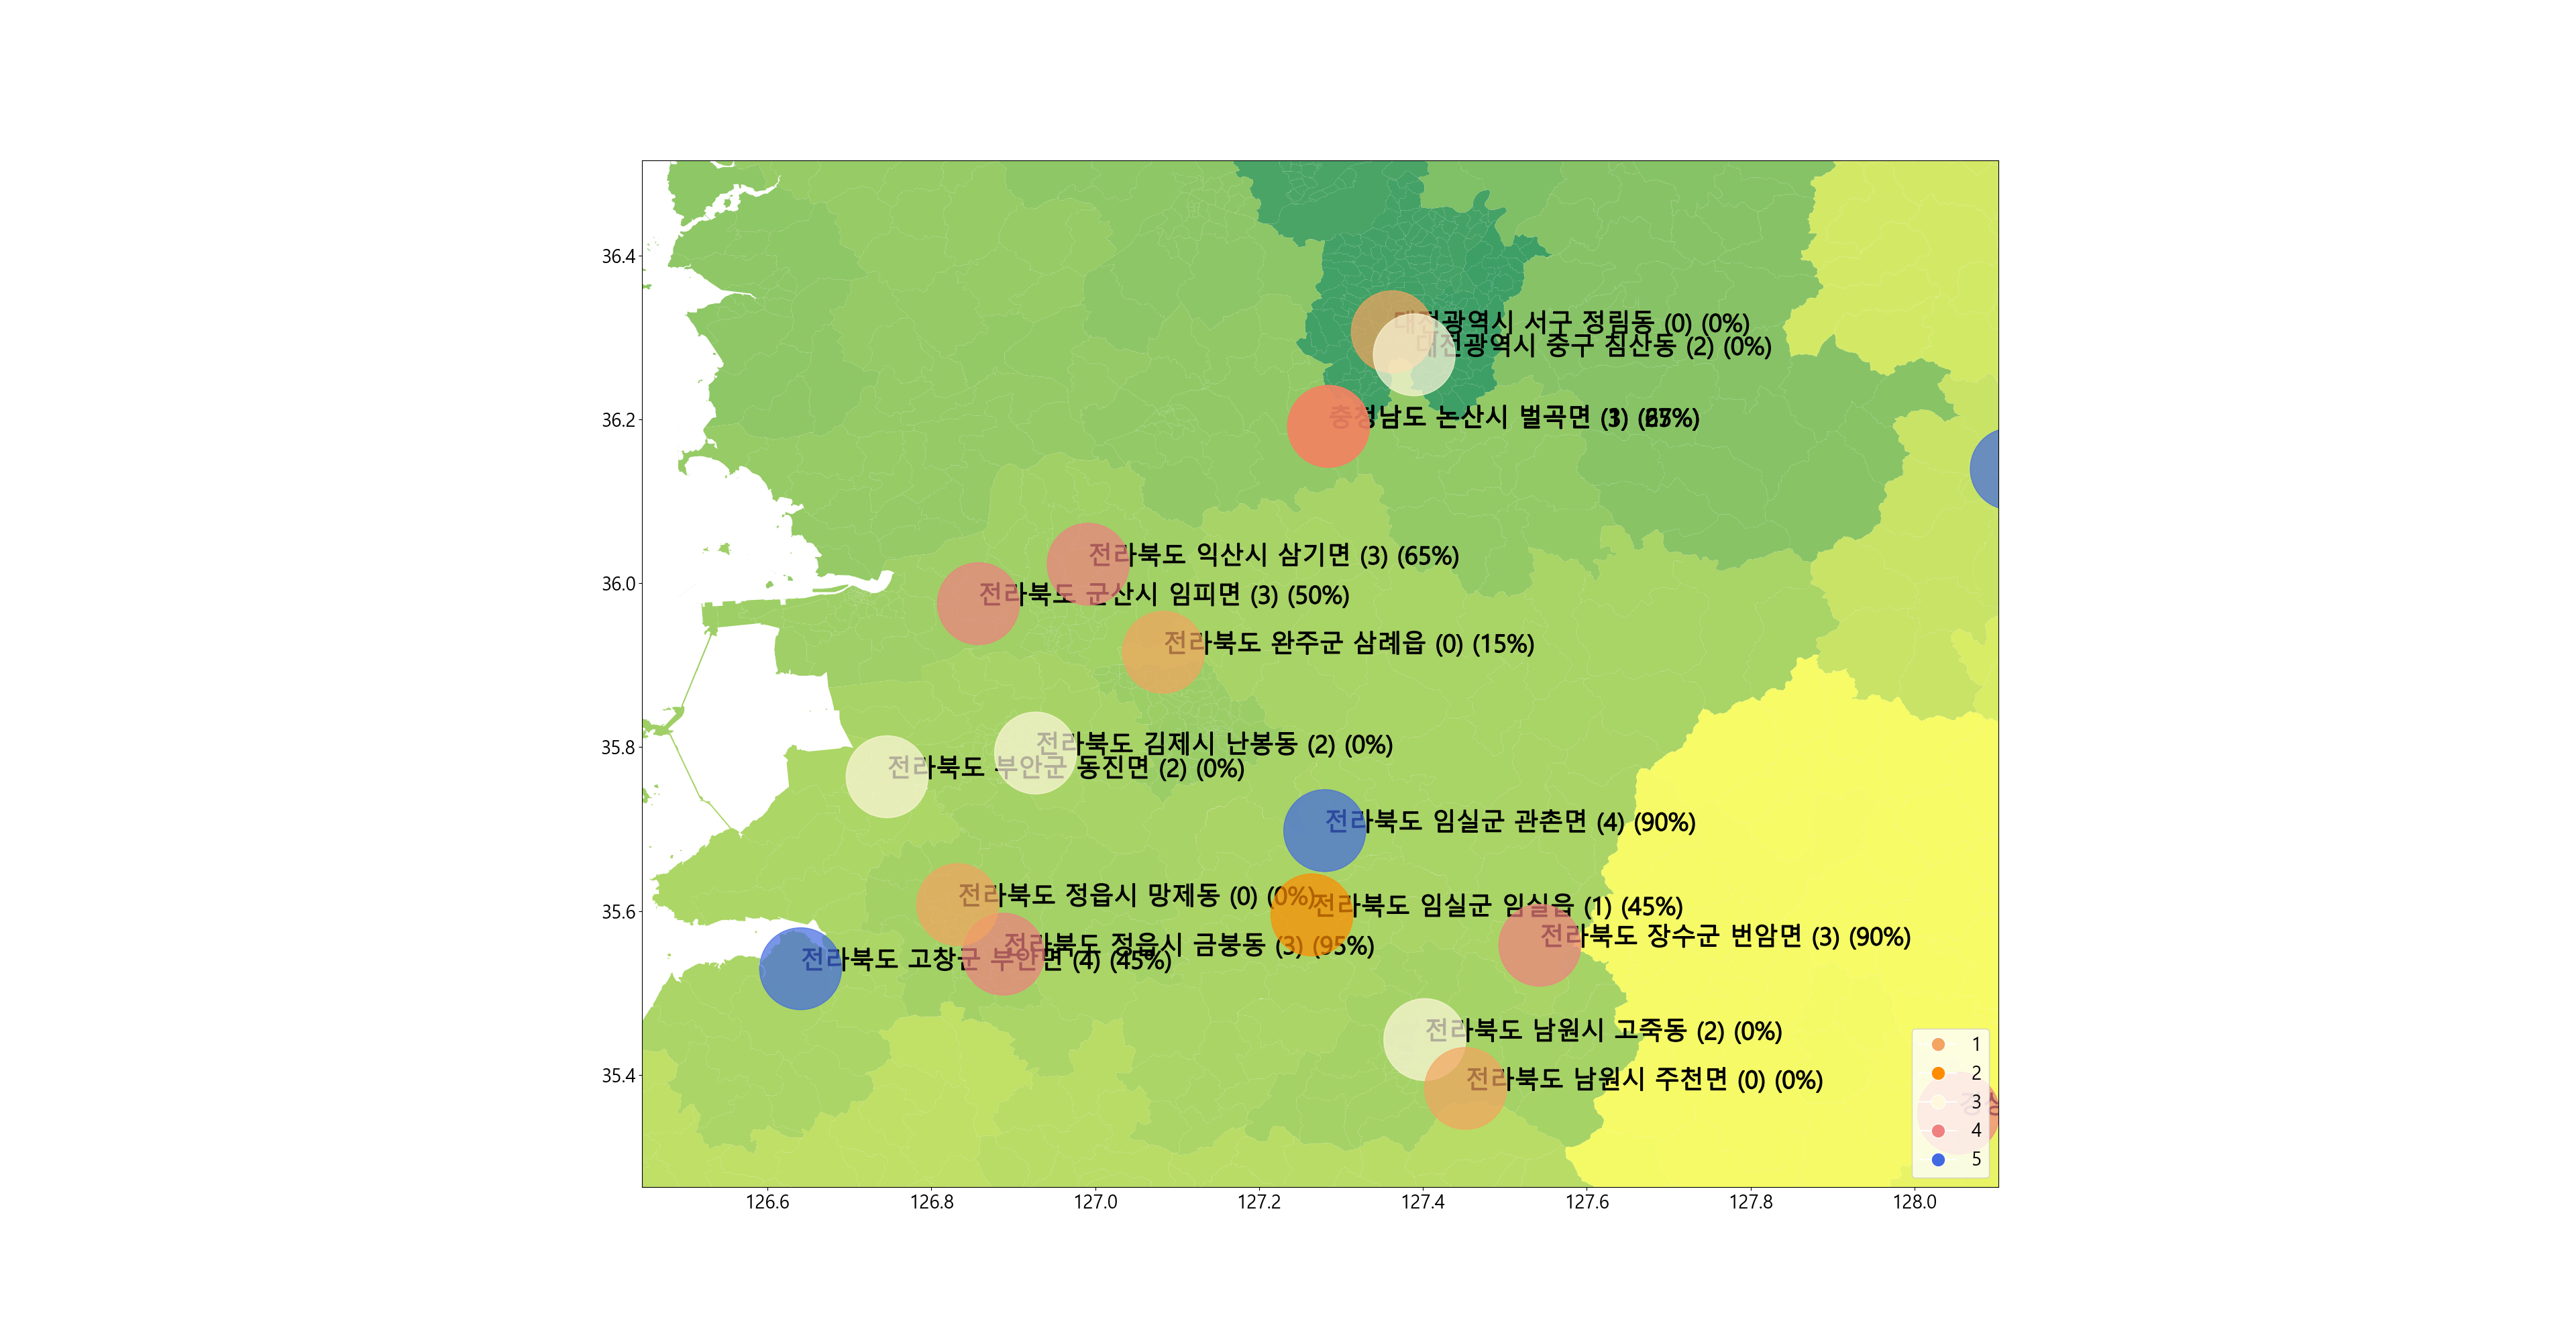 36.4
36.2
36.0
35.8
35.6
35.4
대전광역시 서구 정림동 (0) (0%)
대전광역시 중구 침산동 (2) (0%)
충청남도 논산시 벌곡면
전라북도 익산시 삼기면 (3) (65%)
전라북도 군산시 임피면 (3) (50%)
전라북도 완주군 삼례읍 (0) (15%)
전라북도 김제시 난봉동 (2) (0%)
전라북도 부안군 동진면 (2) (0%)
전라북도 임실군 관촌면 (4) (90%)
전라북도 정읍시 망제동 (0) (0%)
전라북도 임실군 임실읍 (1) (45%)
전라북도 장수군 번암면 (3) (90%)
전라북도 정읍시 금붕동 (3) (95%)
전라북도 고창군 부안면 (4) (45%)
전라북도 남원시 고죽동 (2) (0%)
전라북도 남원시 주천면 (0) (0%)
1
2
3
4
5
126.6 126.8 127.0 127.2 127.4 127.6 127.8 128.0